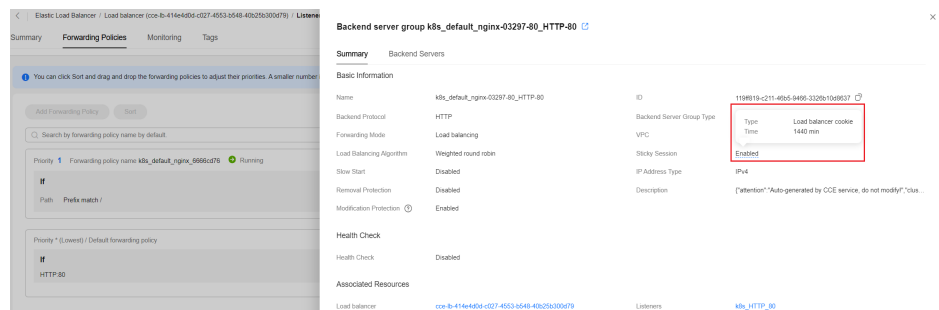 Elastic Load Balancer / Load balancer (cce-lb-414e4d0d-c027-4553-b548-40b25b300d79) / Listene
Summary
Forwarding Policies
Monitoring
Tags
You can click Sort and drag and drop the forwarding policies to adjust their priorities. A smaller number
Add Forwarding Policy
Sort
Search by forwarding policy name by default.
Priority 1 Forwarding policy name k8s_default_nginx_6666cd76 Running
If
Path Prefix match /
Priority * (Lowest) / Default forwarding policy
If
HTTP:80
Backend server group k8s_default_nginx-03297-80_HTTP-80
Summary
Backend Servers
Basic Information
Name k8s_default_nginx-03297-80_HTTP-80
ID 119ff819-c211-46b5-9466-3326b10d8637
Backend Protocol HTTP
Backend Server Group Type
Type Load balancer cookie
Time 1440 min
Forwarding Mode Load balancing
VPC
Load Balancing Algorithm Weighted round robin
Sticky Session Enabled
Slow Start Disabled
IP Address Type IPv4
Removal Protection Disabled
Description {"attention":"Auto-generated by CCE service, do not modify!","clus...
Modification Protection Enabled
Health Check
Health Check Disabled
Associated Resources
Load balancer cce-lb-414e4d0d-c027-4553-b548-40b25b300d79
Listeners k8s_HTTP_80